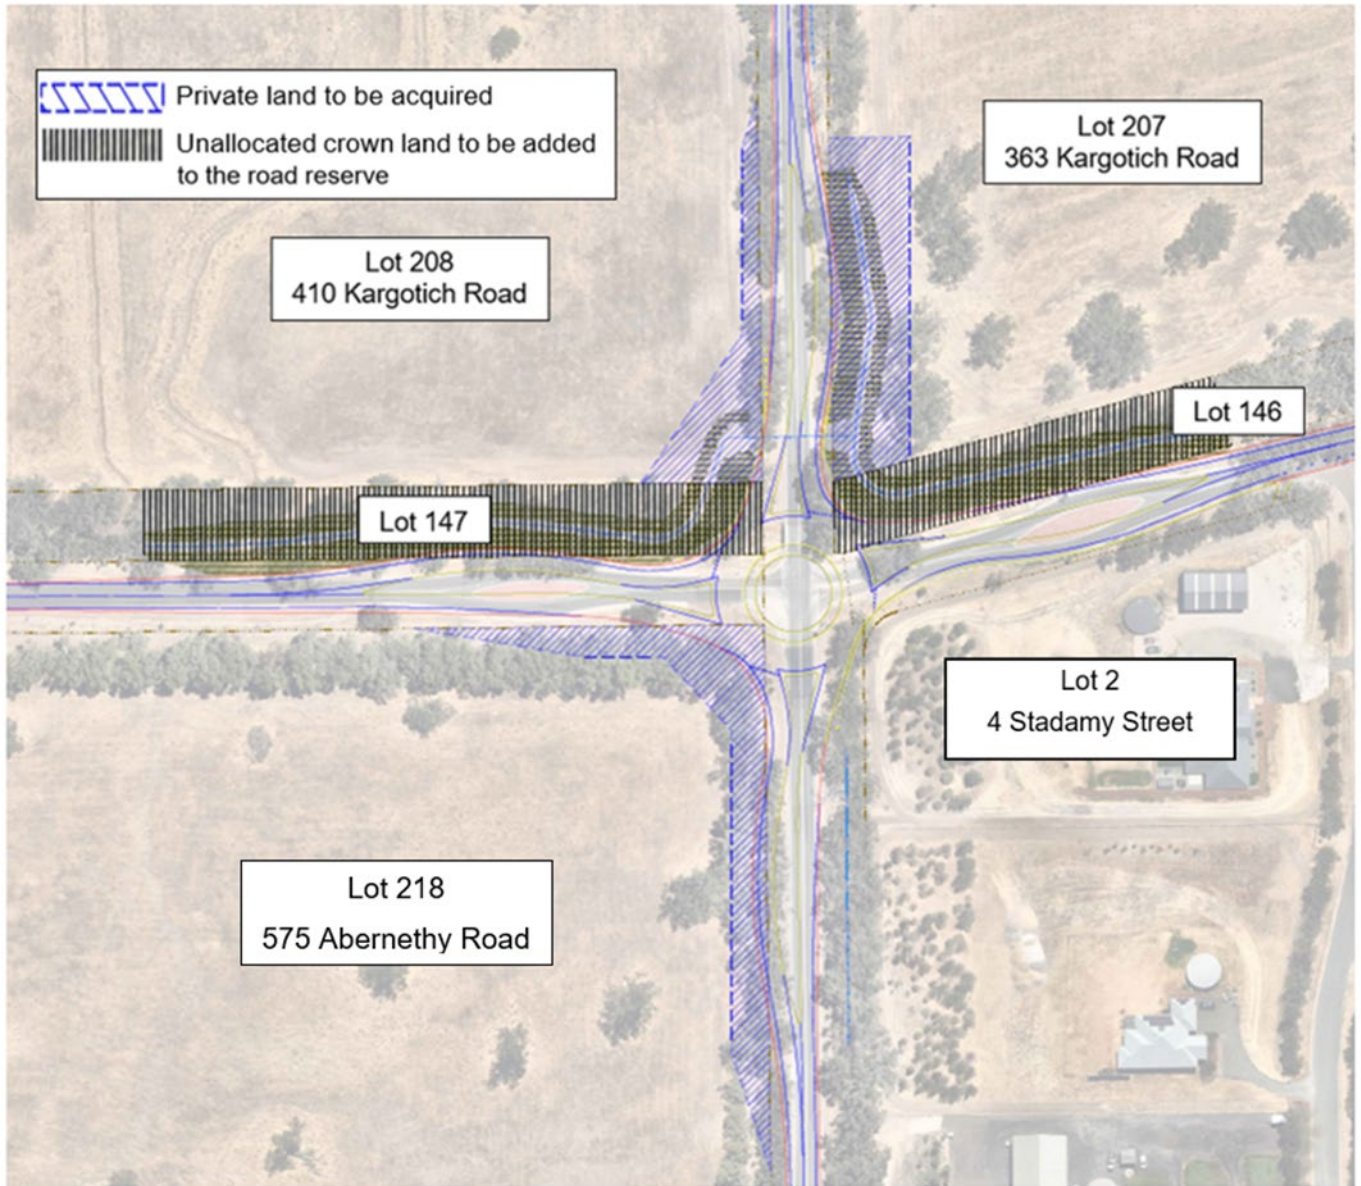 Private land to be acquired
Unallocated crown land to be added
to the road reserve
Lot 207
363 Kargotich Road
Lot 208
410 Kargotich Road
Lot 146
Lot 147
Lot 2
4 Stadamy Street
Lot 218
575 Abernethy Road